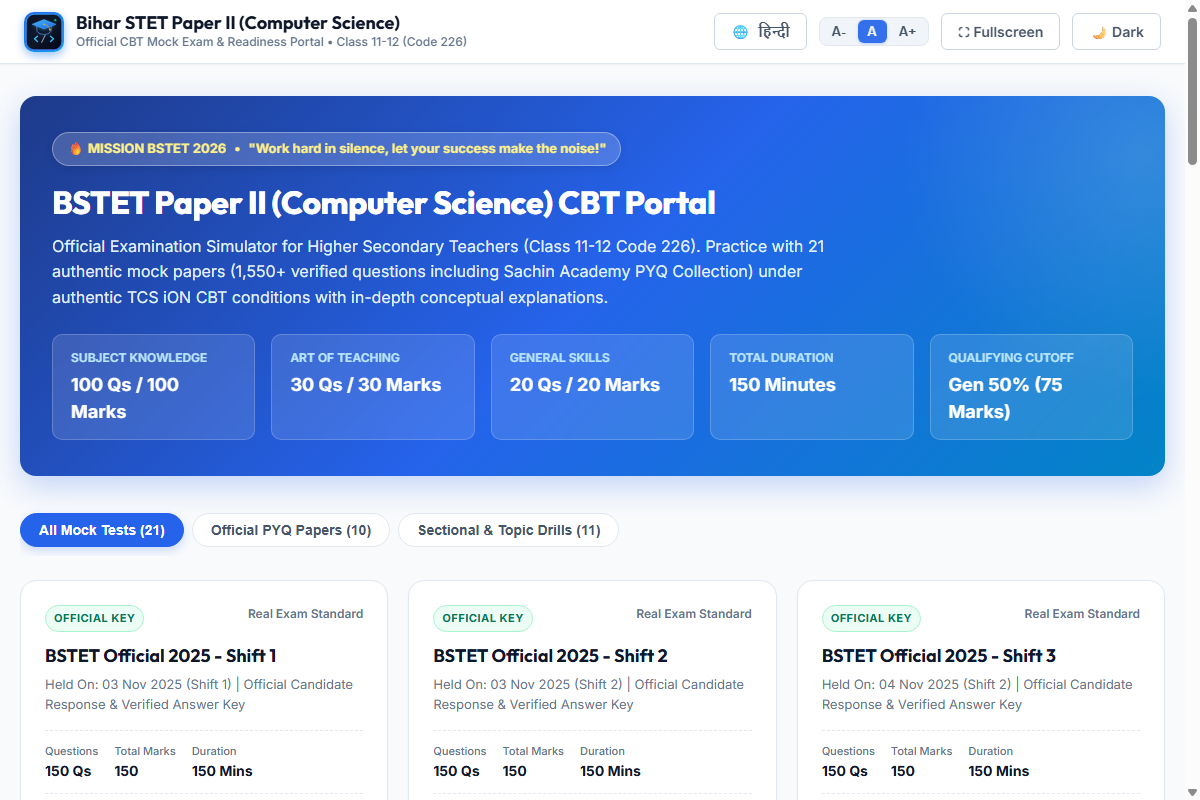 Bihar STET Paper II (Computer Science)
Official CBT Mock Exam & Readiness Portal • Class 11-12 (Code 226)
🌐 हिन्दी
A- A A+
⛶ Fullscreen
🌙 Dark
🔥 MISSION BSTET 2026 • "Work hard in silence, let your success make the noise!"
BSTET Paper II (Computer Science) CBT Portal
Official Examination Simulator for Higher Secondary Teachers (Class 11-12 Code 226). Practice with 21
authentic mock papers (1,550+ verified questions including Sachin Academy PYQ Collection) under
authentic TCS iON CBT conditions with in-depth conceptual explanations.
SUBJECT KNOWLEDGE
100 Qs / 100
Marks
ART OF TEACHING
30 Qs / 30 Marks
GENERAL SKILLS
20 Qs / 20 Marks
TOTAL DURATION
150 Minutes
QUALIFYING CUTOFF
Gen 50% (75
Marks)
All Mock Tests (21)
Official PYQ Papers (10)
Sectional & Topic Drills (11)
OFFICIAL KEY
Real Exam Standard
BSTET Official 2025 - Shift 1
Held On: 03 Nov 2025 (Shift 1) | Official Candidate
Response & Verified Answer Key
Questions Total Marks Duration
150 Qs 150 150 Mins
OFFICIAL KEY
Real Exam Standard
BSTET Official 2025 - Shift 2
Held On: 03 Nov 2025 (Shift 2) | Official Candidate
Response & Verified Answer Key
Questions Total Marks Duration
150 Qs 150 150 Mins
OFFICIAL KEY
Real Exam Standard
BSTET Official 2025 - Shift 3
Held On: 04 Nov 2025 (Shift 2) | Official Candidate
Response & Verified Answer Key
Questions Total Marks Duration
150 Qs 150 150 Mins